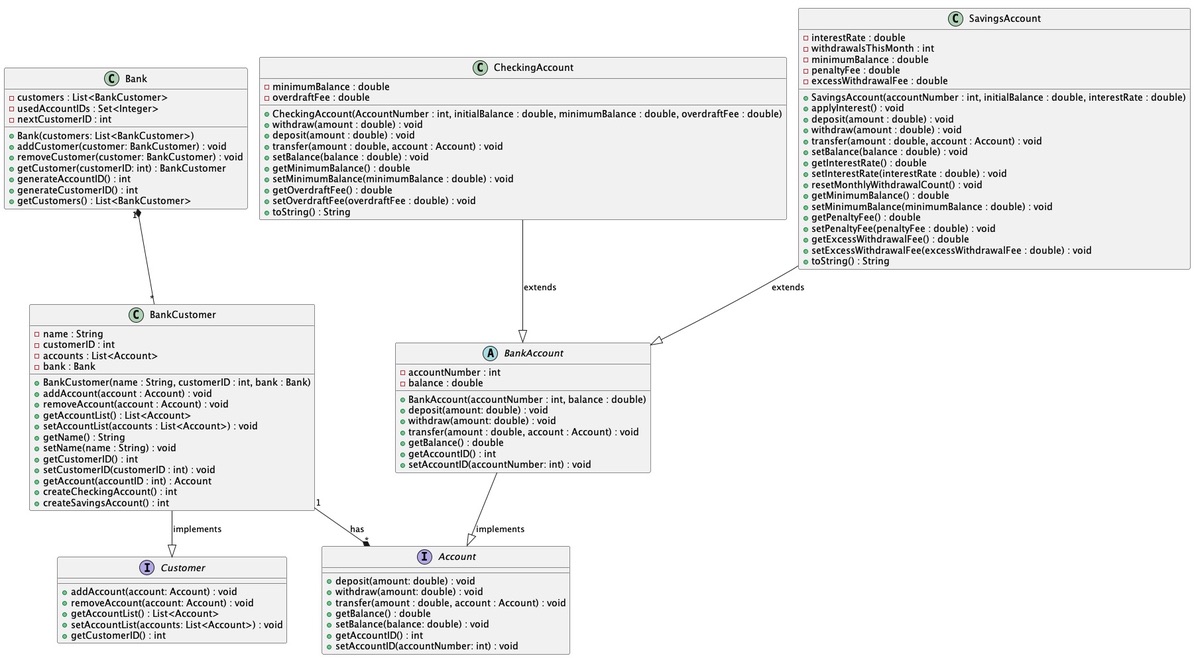 C Bank
customers : List<BankCustomer>
usedAccountIDs : Set<Integer>
nextCustomerID : int
Bank(customers: List<BankCustomer>)
addCustomer(customer: BankCustomer) : void
removeCustomer(customer: BankCustomer) : void
getCustomer(customerID: int) : BankCustomer
generateAccountID() : int
generateCustomerID() : int
getCustomers() : List<BankCustomer>
C CheckingAccount
minimumBalance : double
overdraftFee : double
CheckingAccount(AccountNumber : int, initialBalance : double, minimumBalance : double, overdraftFee : double)
withdraw(amount : double) : void
deposit(amount : double) : void
transfer(amount : double, account : Account) : void
setBalance(balance : double) : void
getMinimumBalance() : double
setMinimumBalance(minimumBalance : double) : void
getOverdraftFee() : double
setOverdraftFee(overdraftFee : double) : void
toString() : String
C SavingsAccount
interestRate : double
withdrawalsThisMonth : int
minimumBalance : double
penaltyFee : double
excessWithdrawalFee : double
SavingsAccount(accountNumber : int, initialBalance : double, interestRate : double)
applyInterest() : void
deposit(amount : double) : void
withdraw(amount : double) : void
transfer(amount : double, account : Account) : void
setBalance(balance : double) : void
getInterestRate() : double
setInterestRate(interestRate : double) : void
resetMonthlyWithdrawalCount() : void
getMinimumBalance() : double
setMinimumBalance(minimumBalance : double) : void
getPenaltyFee() : double
setPenaltyFee(penaltyFee : double) : void
getExcessWithdrawalFee() : double
setExcessWithdrawalFee(excessWithdrawalFee : double) : void
toString() : String
1
*
extends
extends
C BankCustomer
name : String
customerID : int
accounts : List<Account>
bank : Bank
BankCustomer(name : String, customerID : int, bank : Bank)
addAccount(account : Account) : void
removeAccount(account : Account) : void
getAccountList() : List<Account>
setAccountList(accounts : List<Account>) : void
getName() : String
setName(name : String) : void
getCustomerID() : int
setCustomerID(customerID : int) : void
getAccount(accountID : int) : Account
createCheckingAccount() : int
createSavingsAccount() : int
A BankAccount
accountNumber : int
balance : double
BankAccount(accountNumber : int, balance : double)
deposit(amount: double) : void
withdraw(amount: double) : void
transfer(amount : double, account : Account) : void
getBalance() : double
getAccountID() : int
setAccountID(accountNumber: int) : void
implements
1
has
*
implements
I Customer
addAccount(account: Account) : void
removeAccount(account: Account) : void
getAccountList() : List<Account>
setAccountList(accounts: List<Account>) : void
getCustomerID() : int
I Account
deposit(amount: double) : void
withdraw(amount: double) : void
transfer(amount : double, account : Account) : void
getBalance() : double
setBalance(balance: double) : void
getAccountID() : int
setAccountID(accountNumber: int) : void